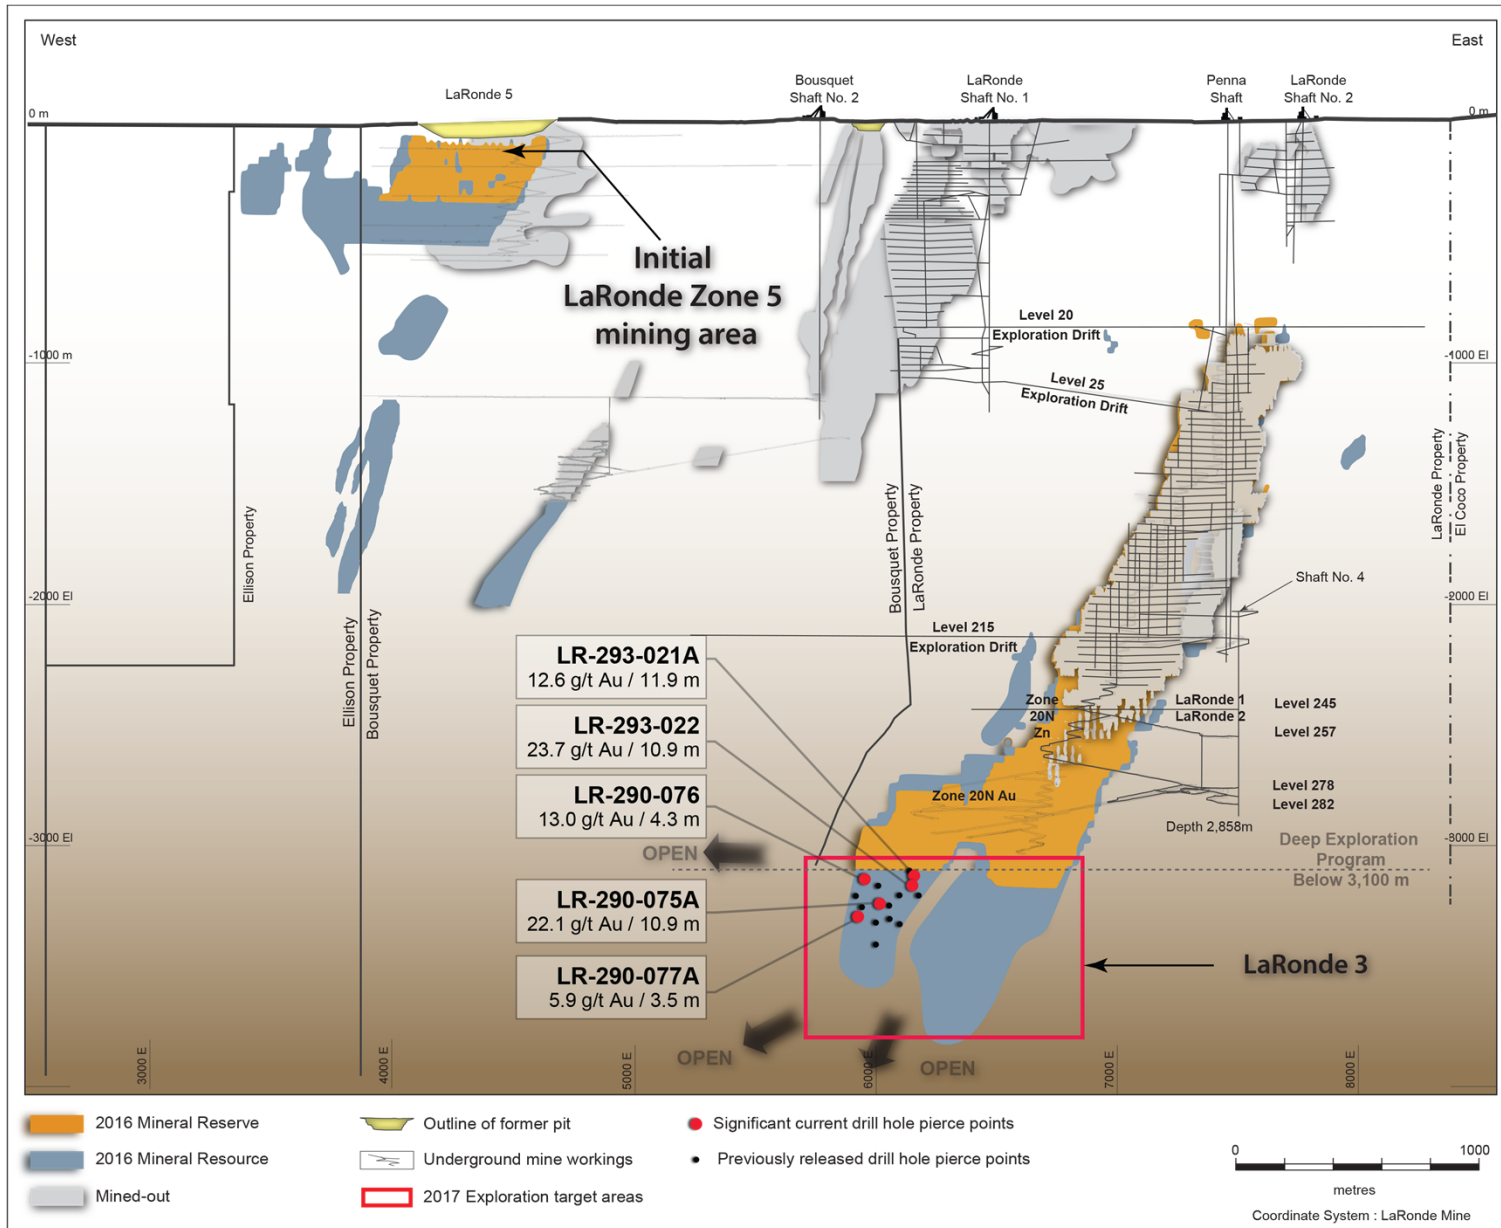 West
East
LaRonde 5
Bousquet
Shaft No. 2
LaRonde
Shaft No. 1
Penna
Shaft
LaRonde
Shaft No. 2
0 m
0 m
Initial
LaRonde Zone 5
mining area
Level 20
Exploration Drift
-1000 m
-1000 El
Level 25
Exploration Drift
Ellison Property
Ellison Property
Bousquet Property
Bousquet Property
LaRonde Property
LaRonde Property
El Coco Property
Shaft No. 4
-2000 El
-2000 El
Level 215
Exploration Drift
LR-293-021A
12.6 g/t Au / 11.9 m
LR-293-022
23.7 g/t Au / 10.9 m
LR-290-076
13.0 g/t Au / 4.3 m
LR-290-075A
22.1 g/t Au / 10.9 m
LR-290-077A
5.9 g/t Au / 3.5 m
Zone
20N
Zn
LaRonde 1
LaRonde 2
Level 245
Level 257
Level 278
Level 282
Zone 20N Au
Depth 2,858m
-3000 El
-3000 El
Deep Exploration
Program
Below 3,100 m
OPEN
LaRonde 3
OPEN
OPEN
3000 E
4000 E
5000 E
6000 E
7000 E
8000 E
2016 Mineral Reserve
2016 Mineral Resource
Mined-out
Outline of former pit
Underground mine workings
2017 Exploration target areas
Significant current drill hole pierce points
Previously released drill hole pierce points
0
1000
metres
Coordinate System : LaRonde Mine